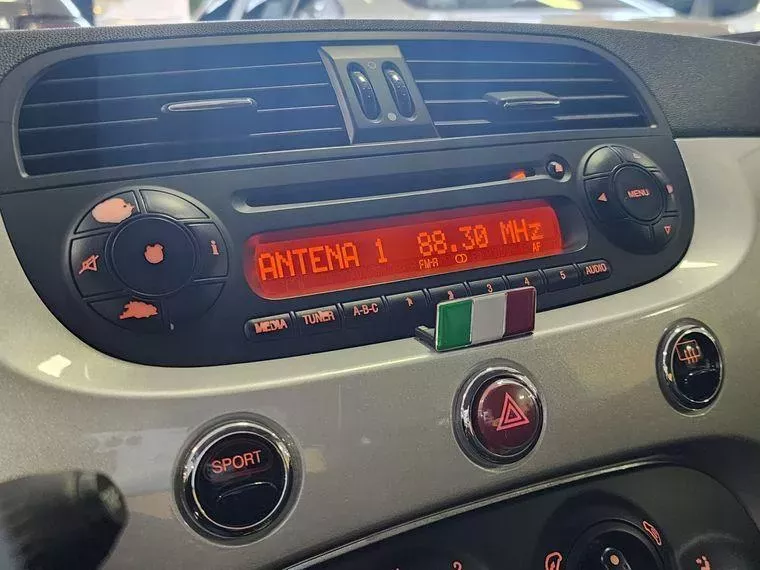 MENU
ANTENA 1 88.30 MHz
FM-A AF
MEDIA TUNER A-B-C 3 4 5 AUDIO
i
SPORT